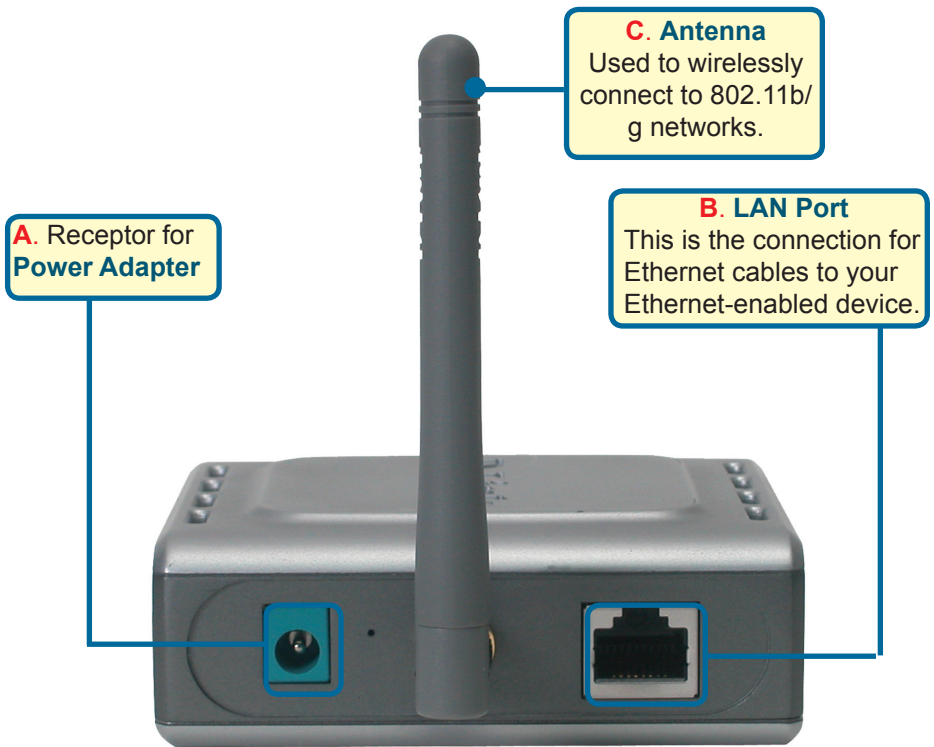 C. Antenna
Used to wirelessly
connect to 802.11b/
g networks.
A. Receptor for
Power Adapter
B. LAN Port
This is the connection for
Ethernet cables to your
Ethernet-enabled device.